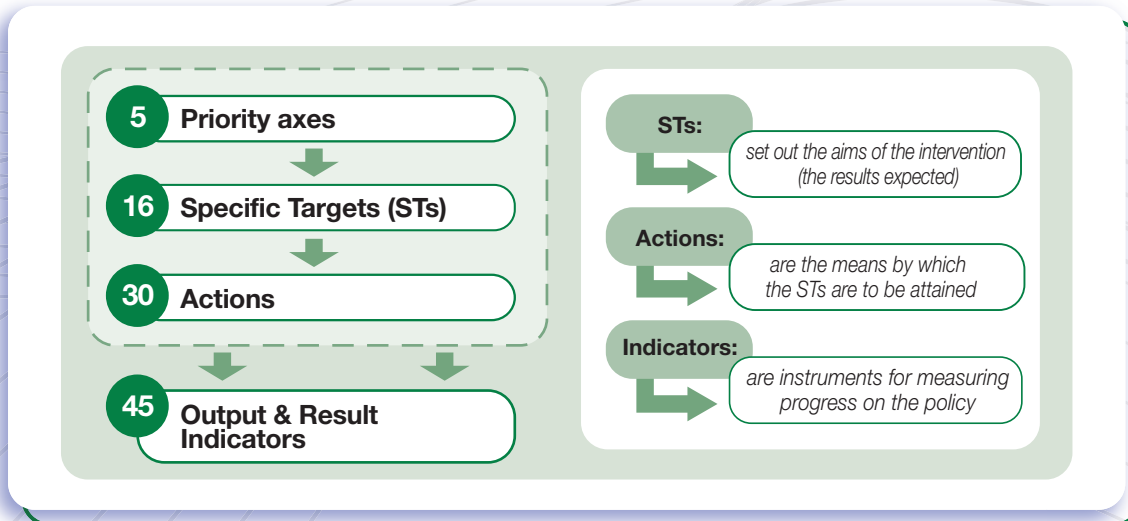 5
Priority axes
16
Specific Targets (STs)
30
Actions
45
Output & Result
Indicators
STs:
set out the aims of the intervention
(the results expected)
Actions:
are the means by which
the STs are to be attained
Indicators:
are instruments for measuring
progress on the policy